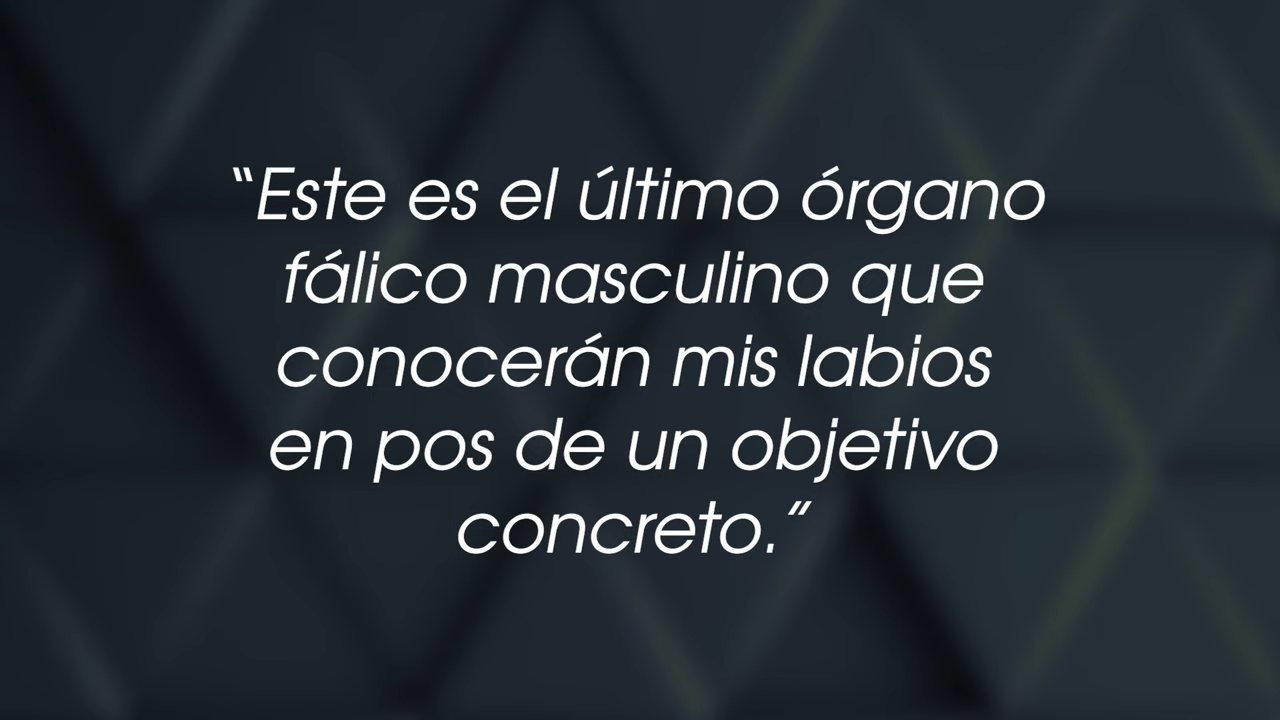 “Este es el último órgano
fálico masculino que
conocerán mis labios
en pos de un objetivo
concreto.”